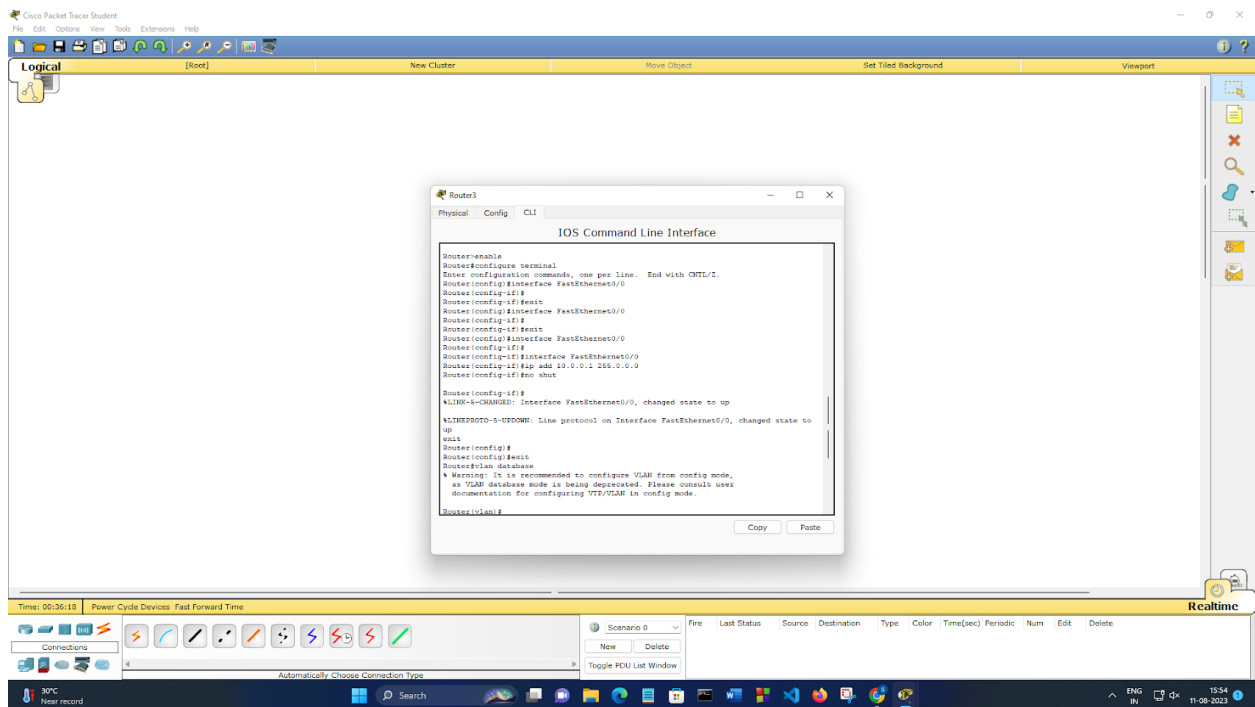 Cisco Packet Tracer Student
File Edit Options View Tools Extensions Help
Logical [Root] New Cluster Move Object Set Tiled Background Viewport
Router3
Physical Config CLI
IOS Command Line Interface
Router>enable
Router#configure terminal
Enter configuration commands, one per line. End with CNTL/Z.
Router(config)#interface FastEthernet0/0
Router(config-if)#
Router(config-if)#exit
Router(config)#interface FastEthernet0/0
Router(config-if)#
Router(config-if)#exit
Router(config)#interface FastEthernet0/0
Router(config-if)#
Router(config-if)#interface FastEthernet0/0
Router(config-if)#ip add 10.0.0.1 255.0.0.0
Router(config-if)#no shut
Router(config-if)#
%LINK-5-CHANGED: Interface FastEthernet0/0, changed state to up
%LINEPROTO-5-UPDOWN: Line protocol on Interface FastEthernet0/0, changed state to
up
exit
Router(config)#
Router(config)#exit
Router#vlan database
% Warning: It is recommended to configure VLAN from config mode,
as VLAN database mode is being deprecated. Please consult user
documentation for configuring VTP/VLAN in config mode.
Router(vlan)#
Copy Paste
Time: 00:36:18 Power Cycle Devices Fast Forward Time Realtime
Connections
Automatically Choose Connection Type
Scenario 0
New Delete
Toggle PDU List Window
Fire Last Status Source Destination Type Color Time(sec) Periodic Num Edit Delete
30°C
Near record
Search
ENG
IN
15:54
11-08-2023